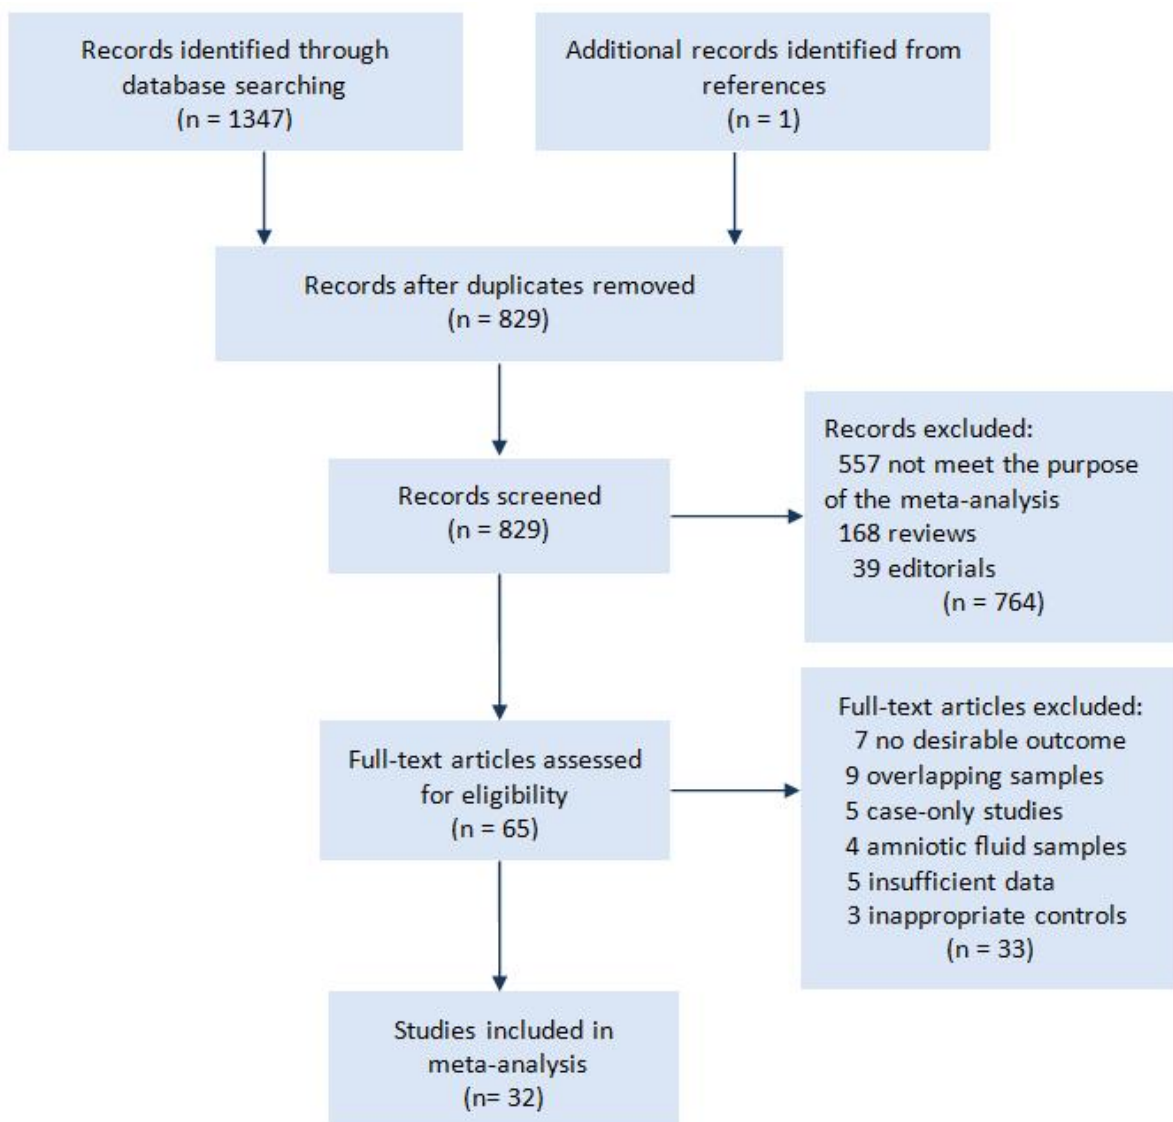 Records identified through
database searching
(n = 1347)
Additional records identified from
references
(n = 1)
Records after duplicates removed
(n = 829)
Records screened
(n = 829)
Records excluded:
557 not meet the purpose
of the meta-analysis
168 reviews
39 editorials
(n = 764)
Full-text articles assessed
for eligibility
(n = 65)
Full-text articles excluded:
7 no desirable outcome
9 overlapping samples
5 case-only studies
4 amniotic fluid samples
5 insufficient data
3 inappropriate controls
(n = 33)
Studies included in
meta-analysis
(n= 32)